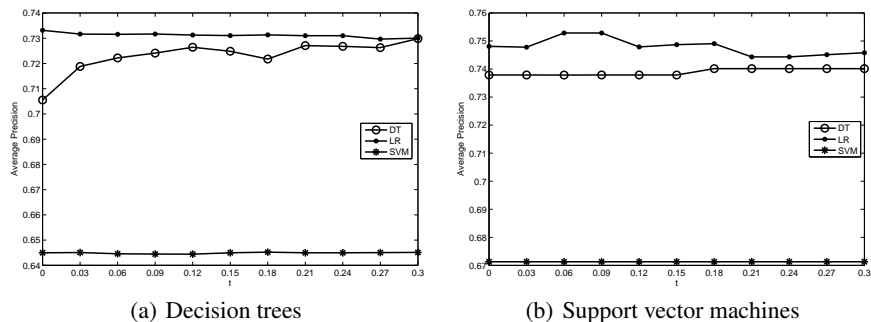 0.74
0.73
0.72
0.71
0.7
0.69
0.68
0.67
0.66
0.65
0.64
Average Precision
0 0.03 0.06 0.09 0.12 0.15 0.18 0.21 0.24 0.27 0.3
t
DT
LR
SVM
(a) Decision trees
0.76
0.75
0.74
0.73
0.72
0.71
0.7
0.69
0.68
0.67
Average Precision
0 0.03 0.06 0.09 0.12 0.15 0.18 0.21 0.24 0.27 0.3
t
DT
LR
SVM
(b) Support vector machines